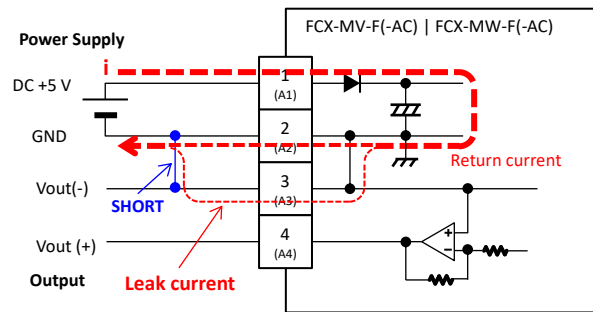 FCX-MV-F(-AC) | FCX-MW-F(-AC)
Power Supply
i
DC +5 V
1
(A1)
GND
2
(A2)
Return current
Vout(-)
SHORT
3
(A3)
Vout (+)
4
(A4)
+
−
Output
Leak current